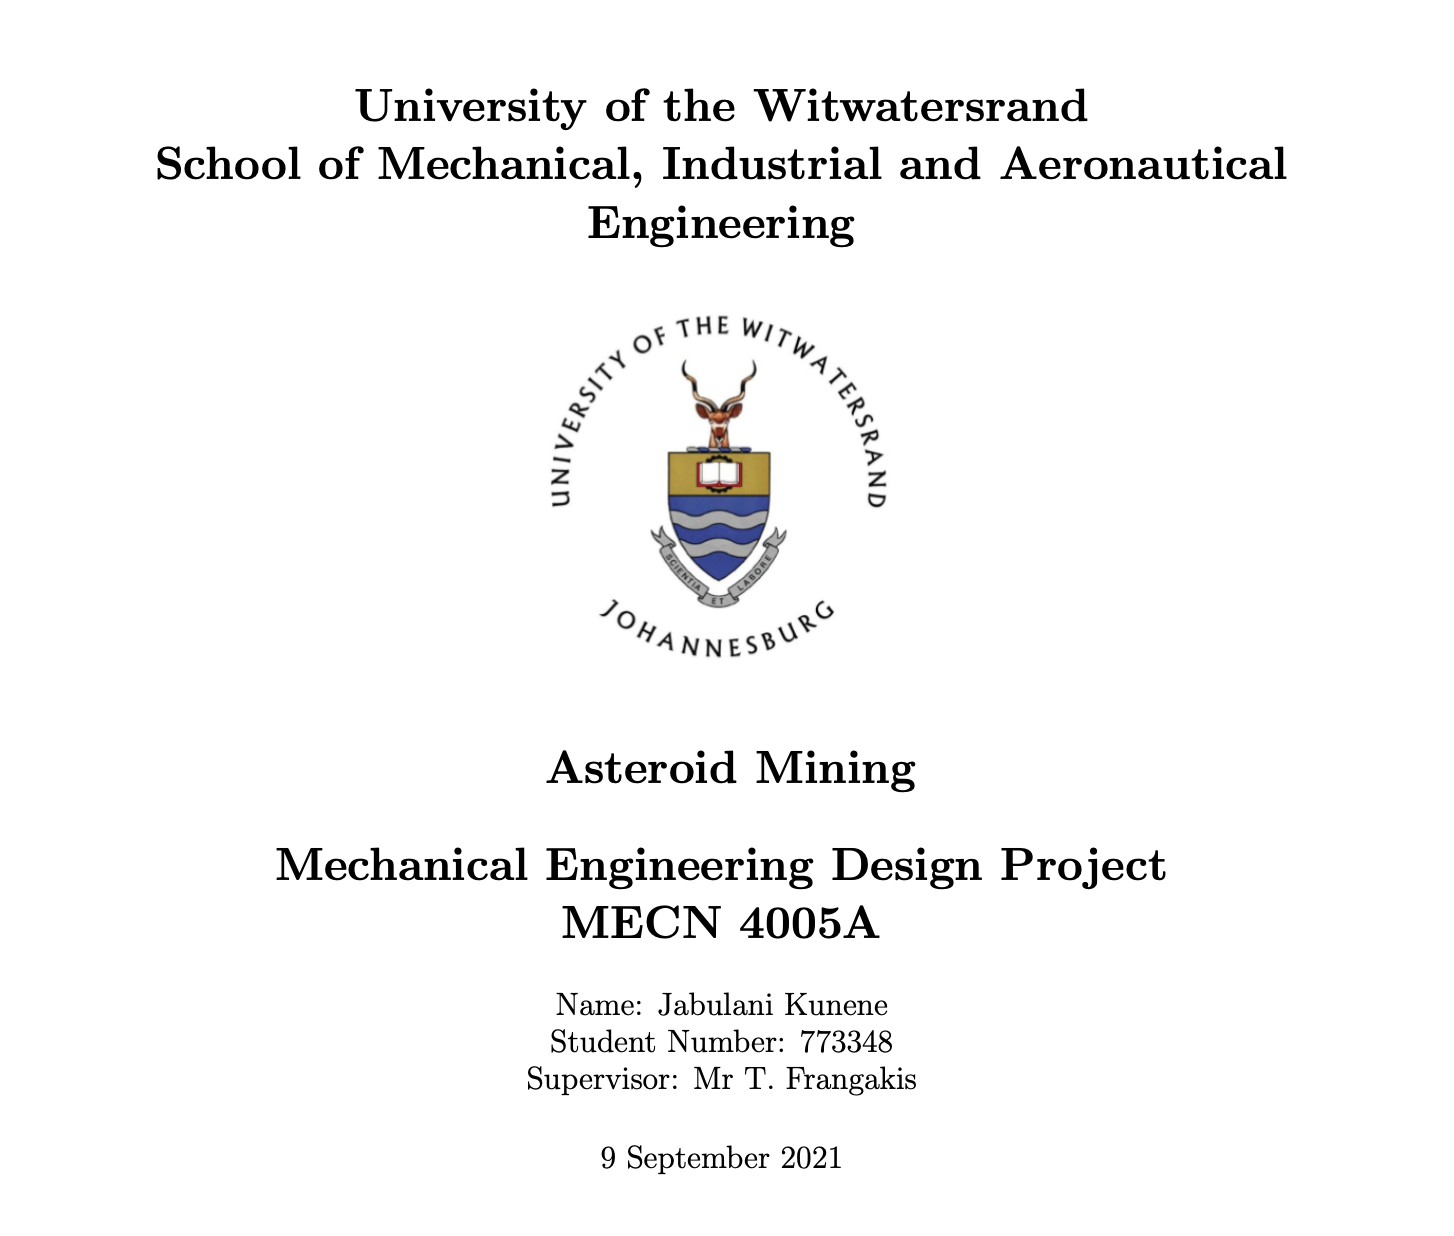 University of the Witwatersrand
School of Mechanical, Industrial and Aeronautical
Engineering
UNIVERSITY OF THE WITWATERSRAND
SCIENTIA ET LABORE
JOHANNESBURG
Asteroid Mining
Mechanical Engineering Design Project
MECN 4005A
Name: Jabulani Kunene
Student Number: 773348
Supervisor: Mr T. Frangakis
9 September 2021